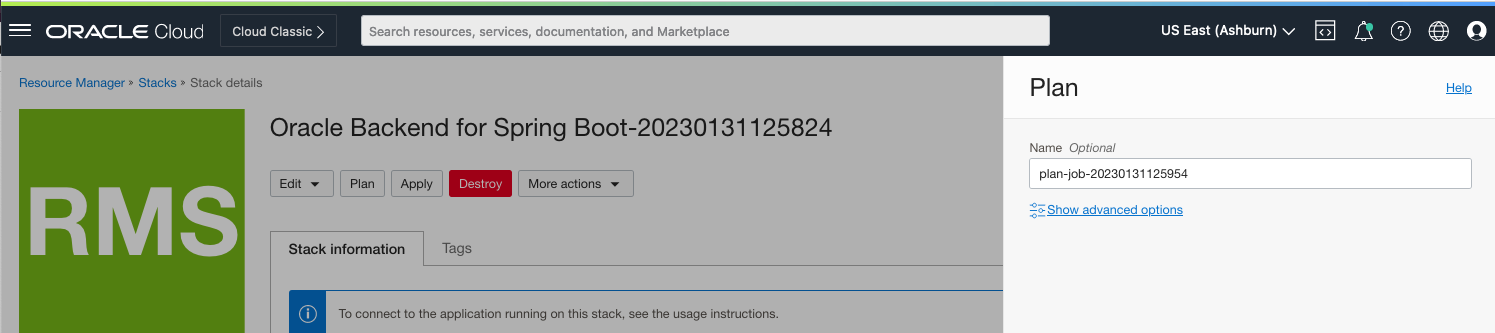 ORACLE Cloud Cloud Classic Search resources, services, documentation, and Marketplace US East (Ashburn)
Resource Manager » Stacks » Stack details
RMS
Oracle Backend for Spring Boot-20230131125824
Edit Plan Apply Destroy More actions
Stack information Tags
To connect to the application running on this stack, see the usage instructions.
Plan Help
Name Optional
plan-job-20230131125954
Show advanced options